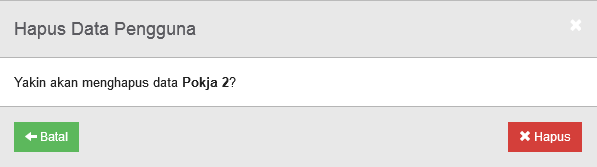 Hapus Data Pengguna
Yakin akan menghapus data Pokja 2?
Batal
Hapus